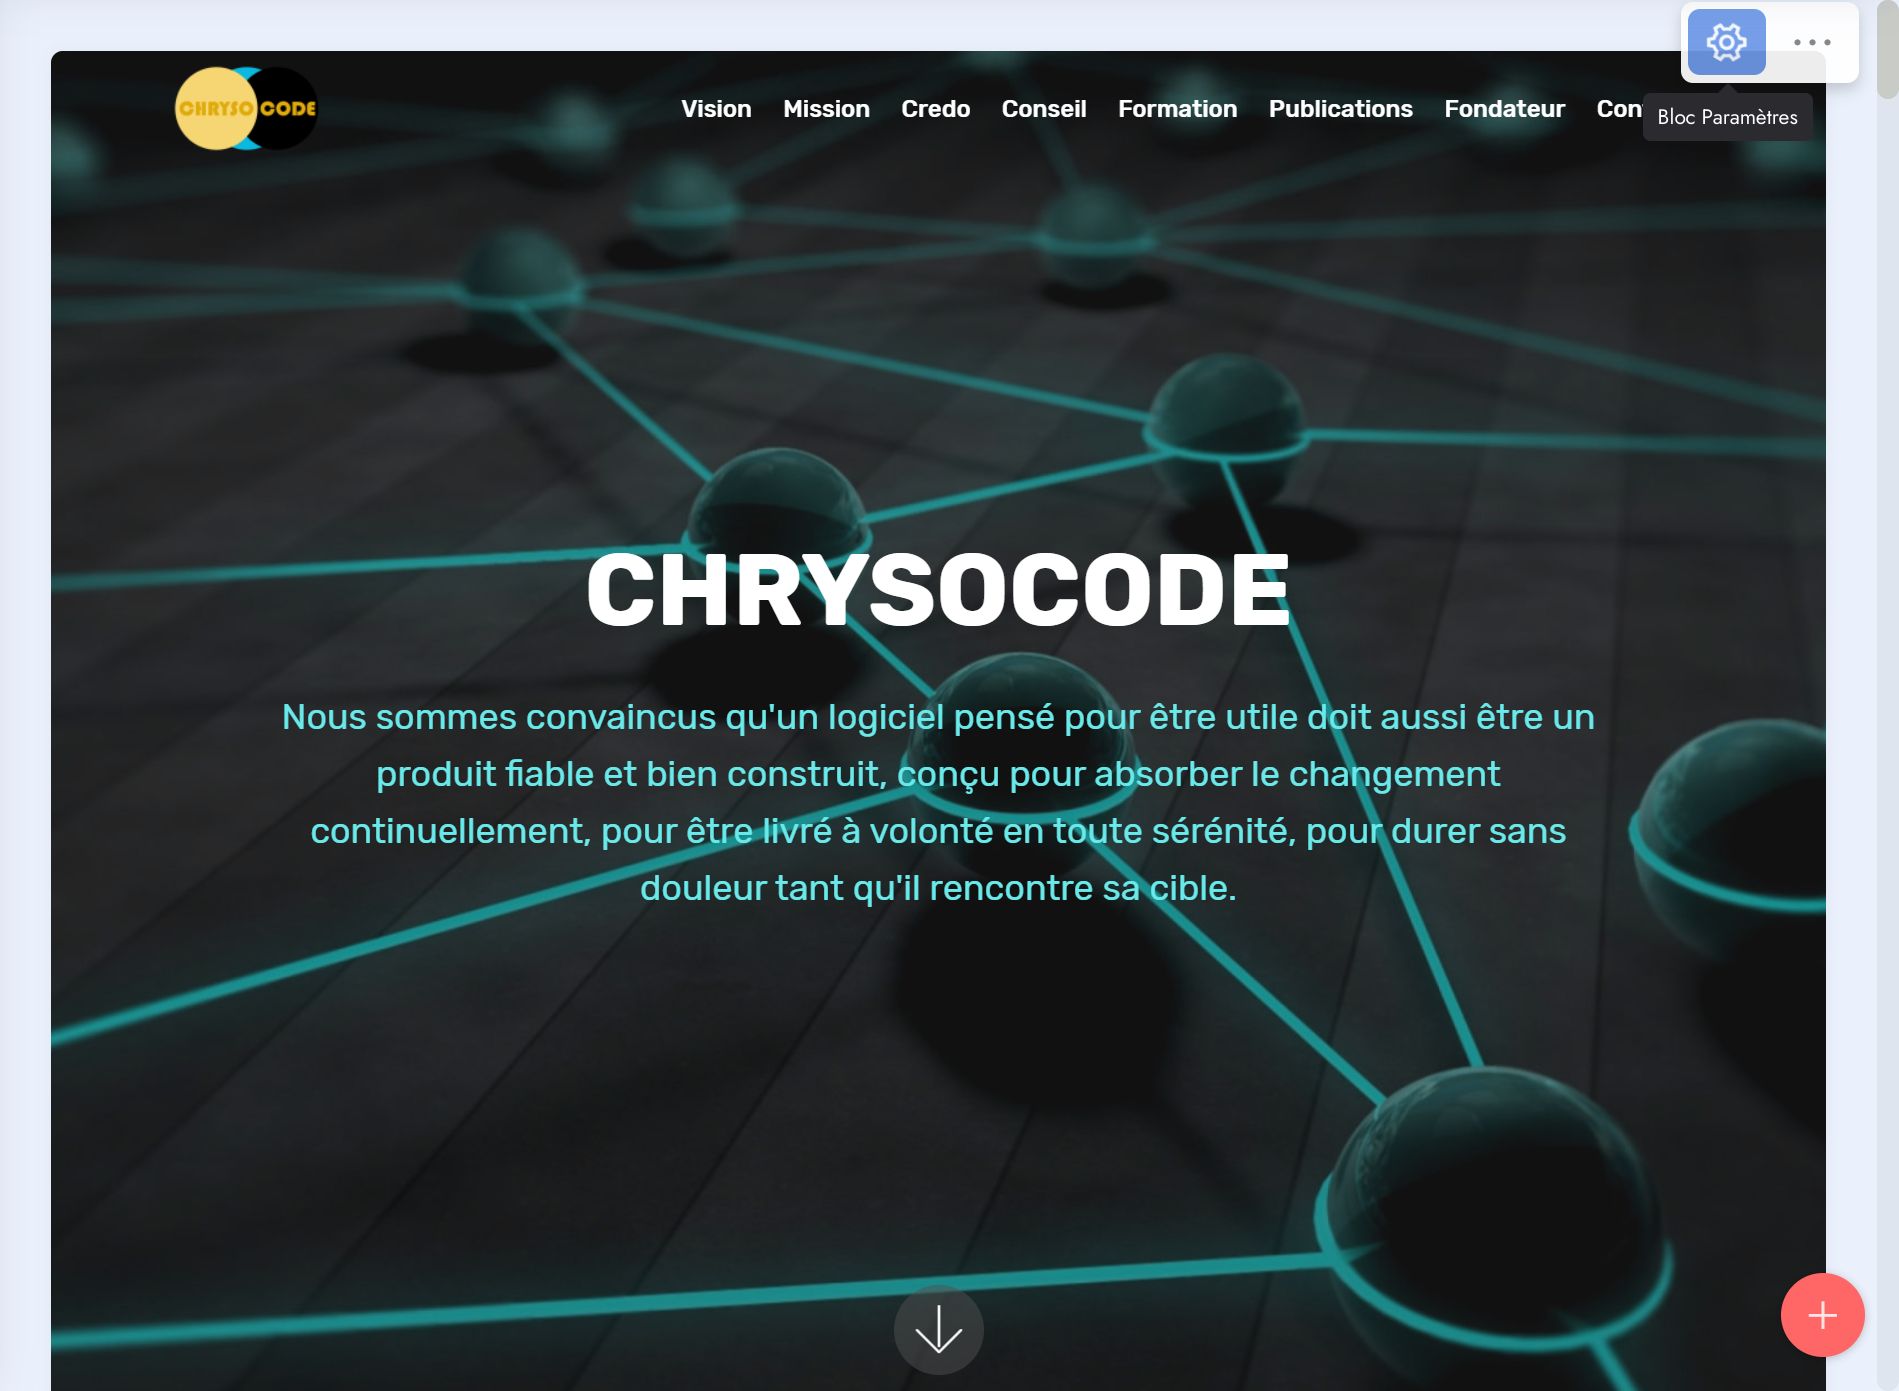 CHRYSO CODE
Vision Mission Credo Conseil Formation Publications Fondateur
Bloc Paramètres
CHRYSOCODE
Nous sommes convaincus qu'un logiciel pensé pour être utile doit aussi être un
produit fiable et bien construit, conçu pour absorber le changement
continuellement, pour être livré à volonté en toute sérénité, pour durer sans
douleur tant qu'il rencontre sa cible.